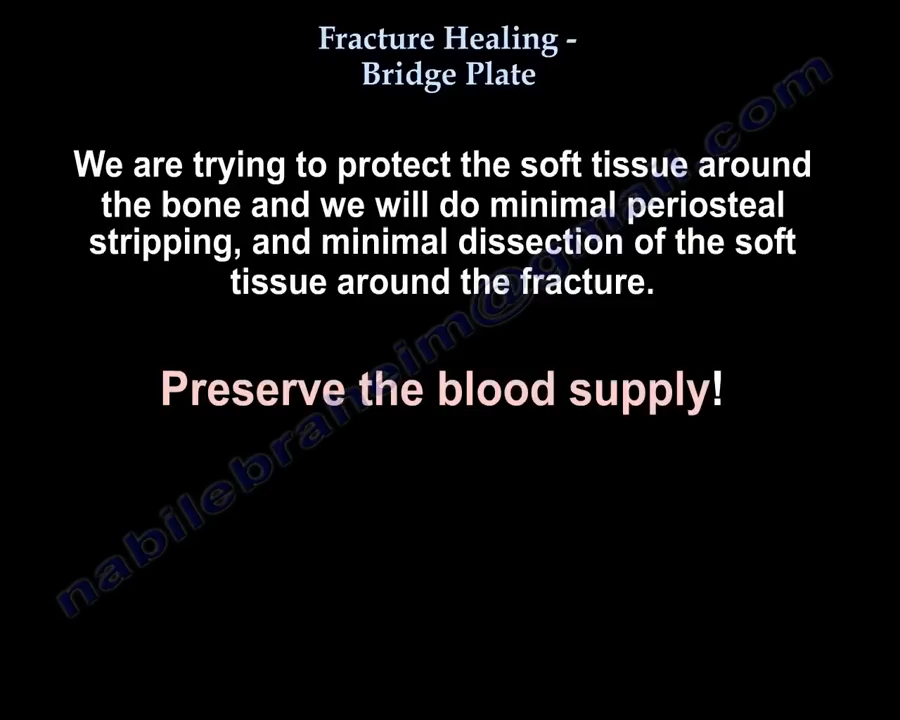 Fracture Healing -
Bridge Plate
We are trying to protect the soft tissue around
the bone and we will do minimal periosteal
stripping, and minimal dissection of the soft
tissue around the fracture.
Preserve the blood supply!
nabilebraheim@gmail.com